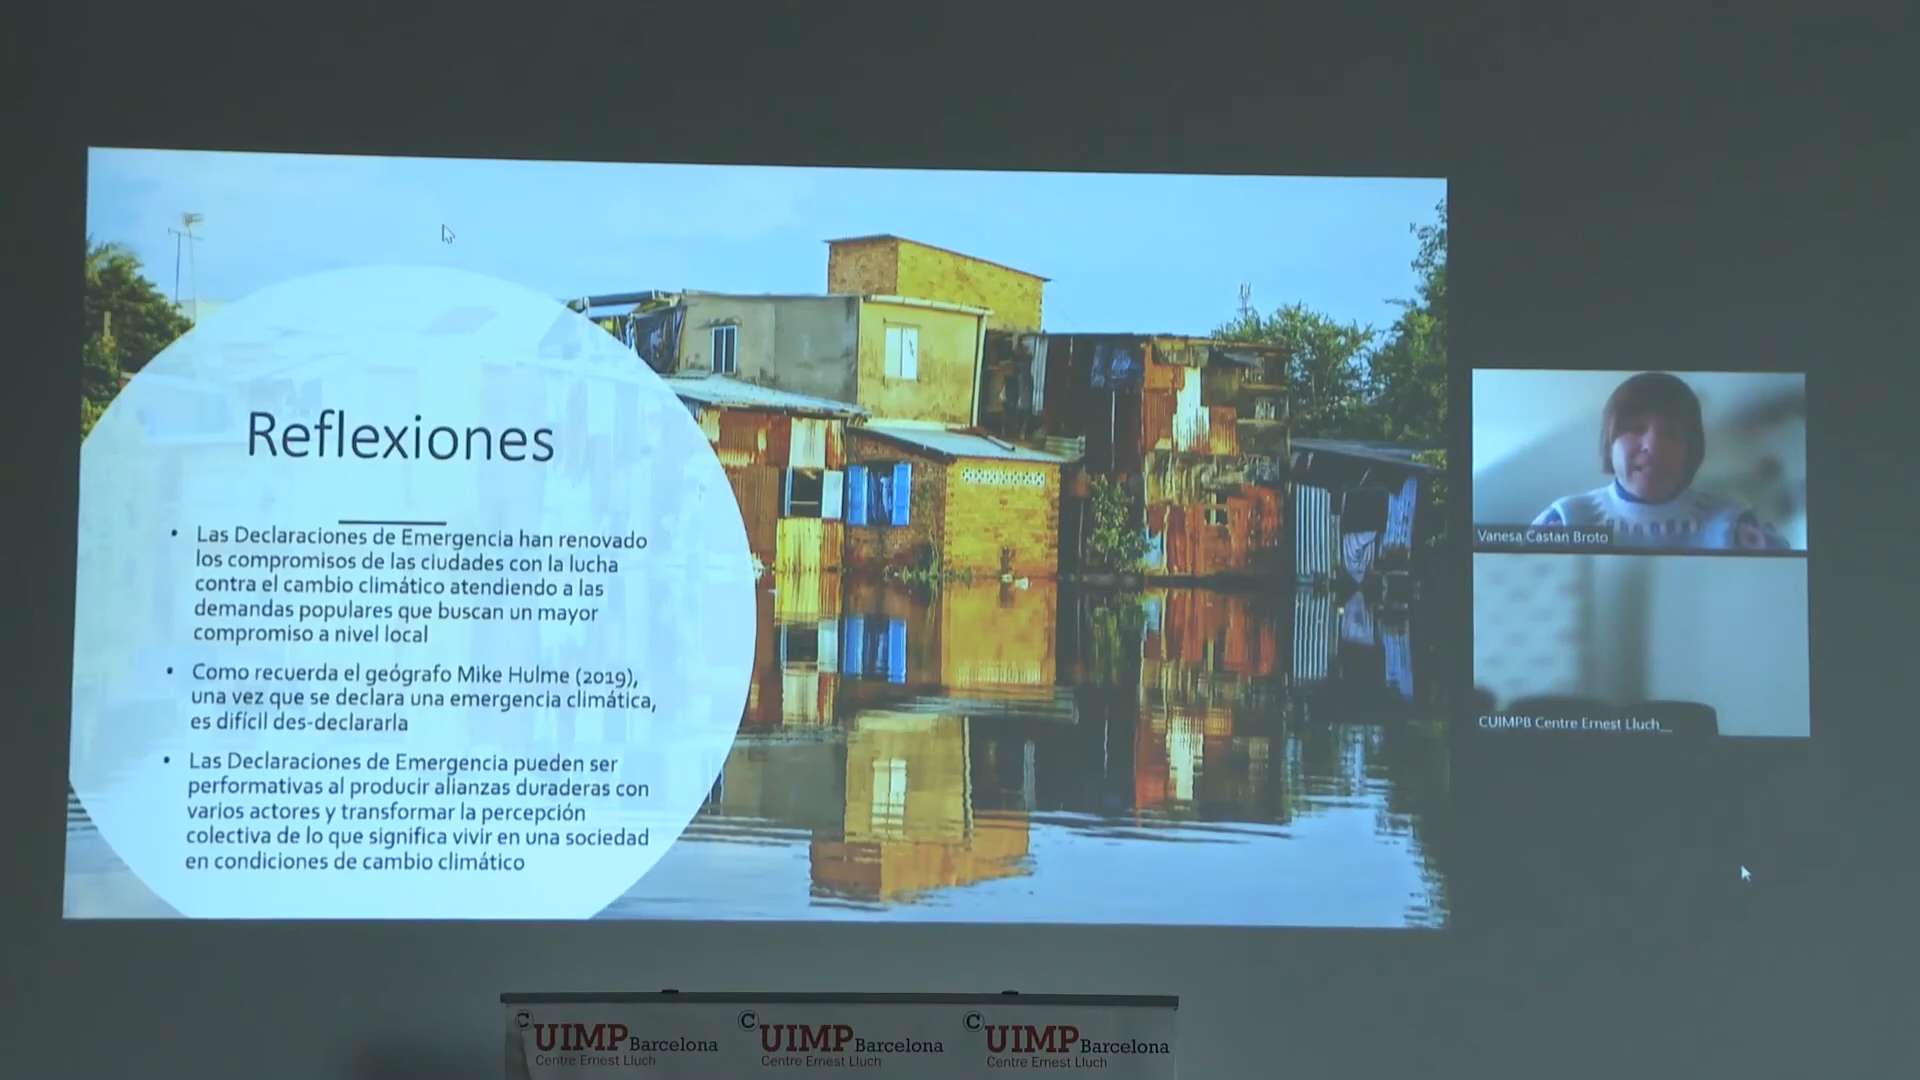 Reflexiones
• Las Declaraciones de Emergencia han renovado
los compromisos de las ciudades con la lucha
contra el cambio climático atendiendo a las
demandas populares que buscan un mayor
compromiso a nivel local
• Como recuerda el geógrafo Mike Hulme (2019),
una vez que se declara una emergencia climática,
es difícil des-declararla
• Las Declaraciones de Emergencia pueden ser
performativas al producir alianzas duraderas con
varios actores y transformar la percepción
colectiva de lo que significa vivir en una sociedad
en condiciones de cambio climático
Vanesa Castan Broto
CUIMPB Centre Ernest Lluch_
CUIMP Barcelona
Centre Ernest Lluch
CUIMP Barcelona
Centre Ernest Lluch
CUIMP Barcelona
Centre Ernest Lluch